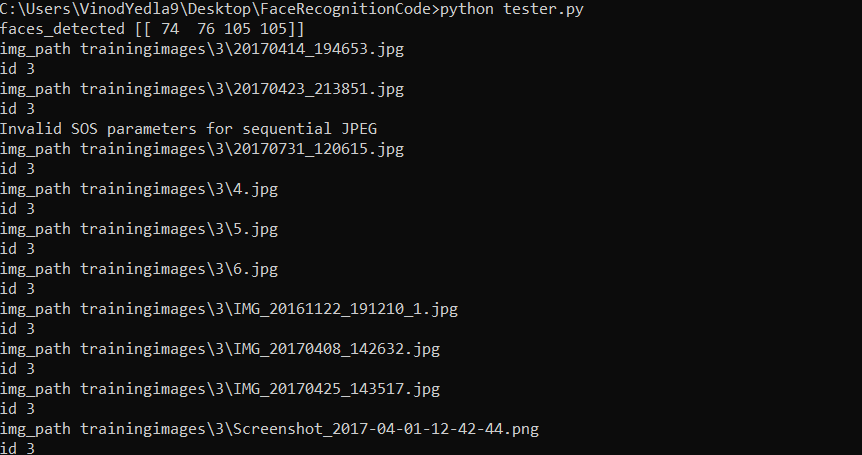 C:\Users\VinodYedla9\Desktop\FaceRecognitionCode>python tester.py
faces_detected [[ 74  76 105 105]]
img_path trainingimages\3\20170414_194653.jpg
id 3
img_path trainingimages\3\20170423_213851.jpg
id 3
Invalid SOS parameters for sequential JPEG
img_path trainingimages\3\20170731_120615.jpg
id 3
img_path trainingimages\3\4.jpg
id 3
img_path trainingimages\3\5.jpg
id 3
img_path trainingimages\3\6.jpg
id 3
img_path trainingimages\3\IMG_20161122_191210_1.jpg
id 3
img_path trainingimages\3\IMG_20170408_142632.jpg
id 3
img_path trainingimages\3\IMG_20170425_143517.jpg
id 3
img_path trainingimages\3\Screenshot_2017-04-01-12-42-44.png
id 3